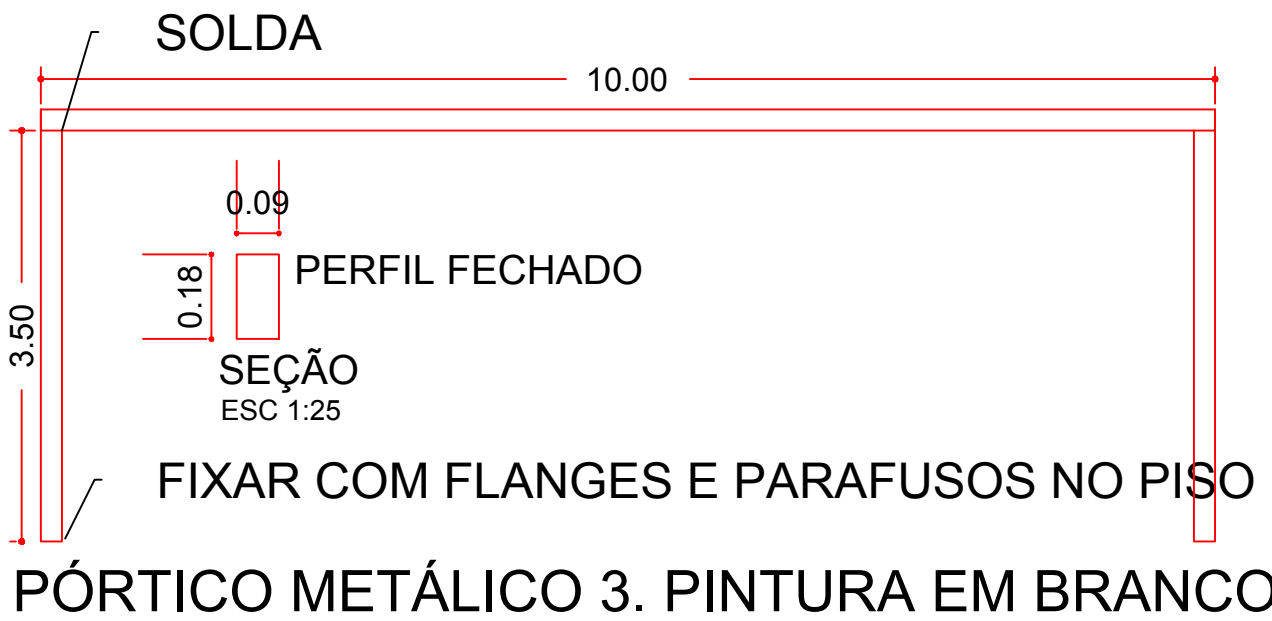 SOLDA
10.00
0.09
PERFIL FECHADO
0.18
3.50
SEÇÃO
ESC 1:25
FIXAR COM FLANGES E PARAFUSOS NO PISO
PÓRTICO METÁLICO 3. PINTURA EM BRANCO